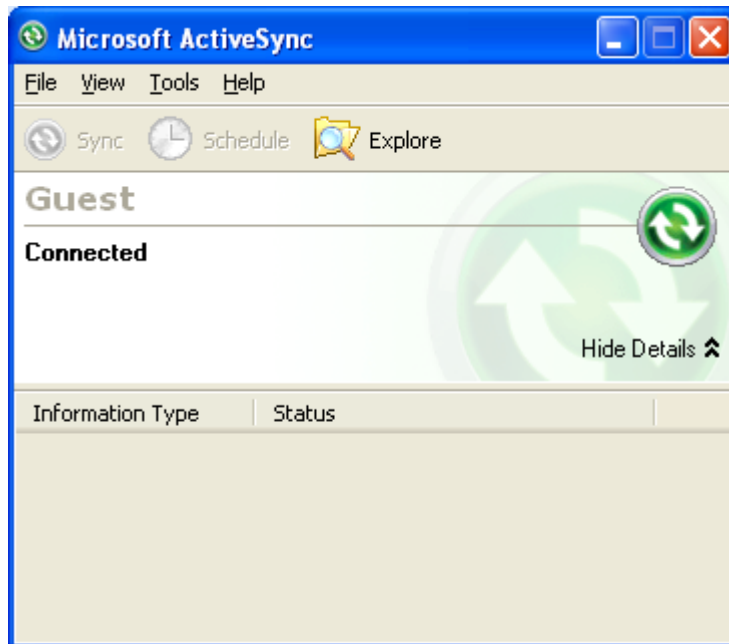 Microsoft ActiveSync
File View Tools Help
Sync Schedule Explore
Guest
Connected
Hide Details
Information Type Status